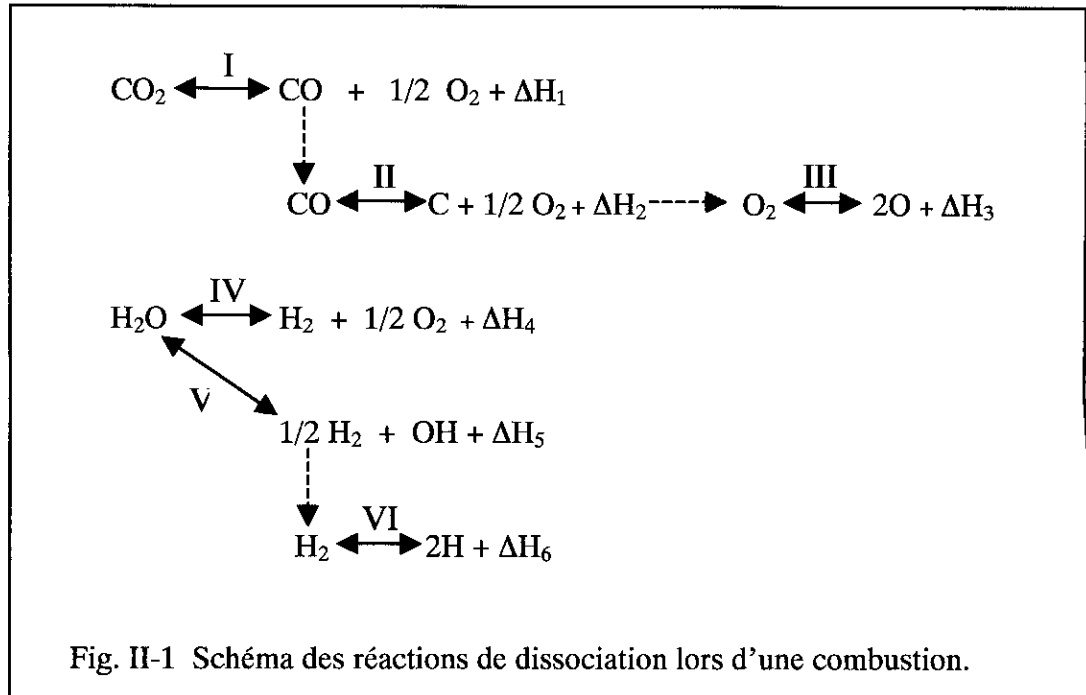 I
CO₂ ⟷ CO + 1/2 O₂ + ΔH₁
II III
CO ⟷ C + 1/2 O₂ + ΔH₂ ----→ O₂ ⟷ 2O + ΔH₃
IV
H₂O ⟷ H₂ + 1/2 O₂ + ΔH₄
V
1/2 H₂ + OH + ΔH₅
VI
H₂ ⟷ 2H + ΔH₆
Fig. II-1 Schéma des réactions de dissociation lors d'une combustion.